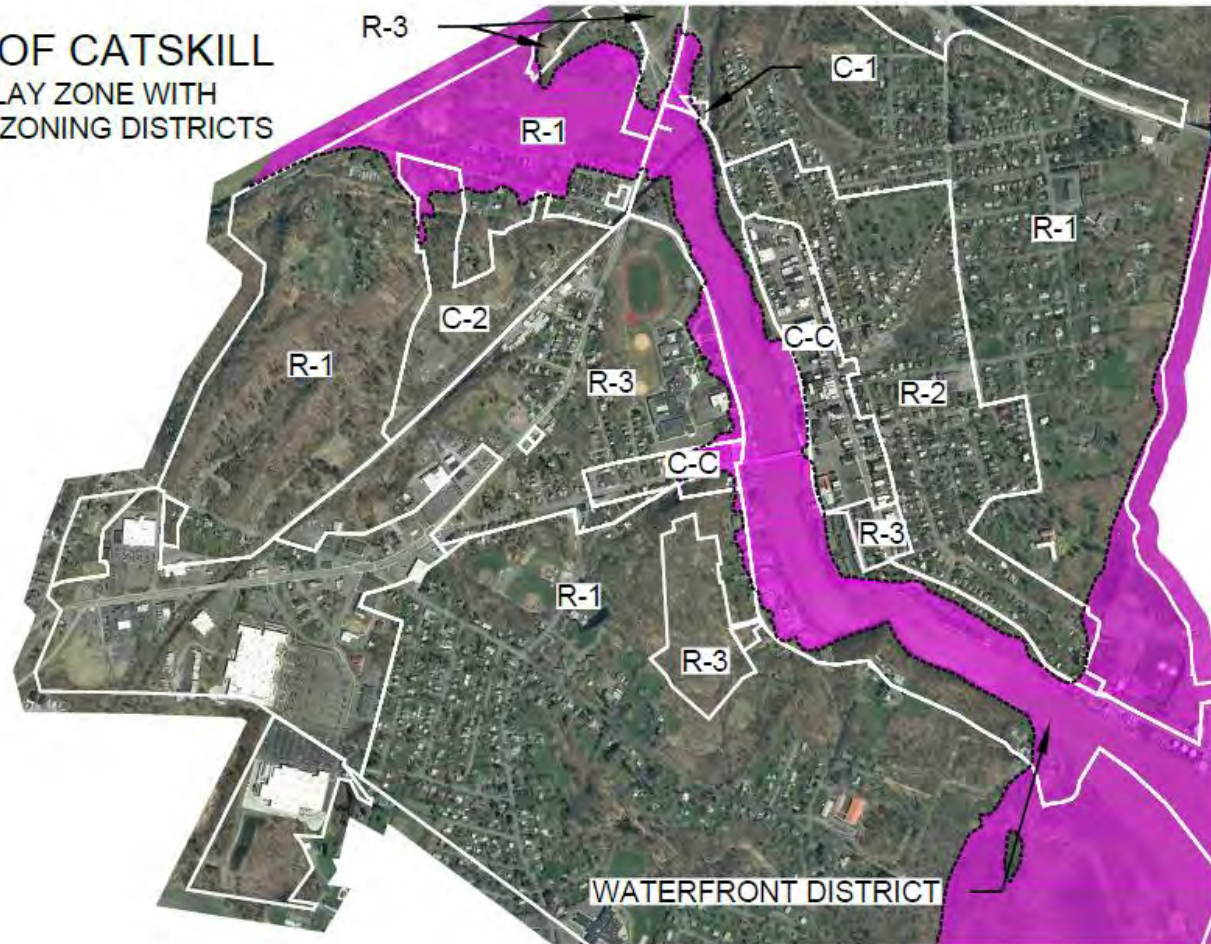 OF CATSKILL
LAY ZONE WITH
ZONING DISTRICTS
R-3
C-1
R-1
R-1
C-2
R-1
R-3
C-C
R-2
C-C
R-3
R-1
R-3
WATERFRONT DISTRICT